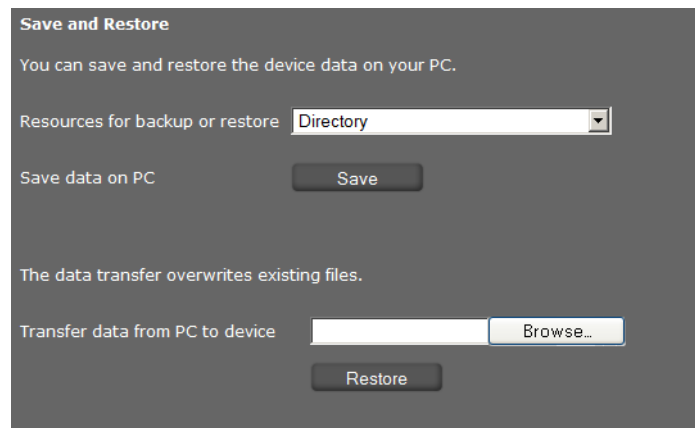 Save and Restore
You can save and restore the device data on your PC.
Resources for backup or restore Directory
Save data on PC Save
The data transfer overwrites existing files.
Transfer data from PC to device Browse...
Restore